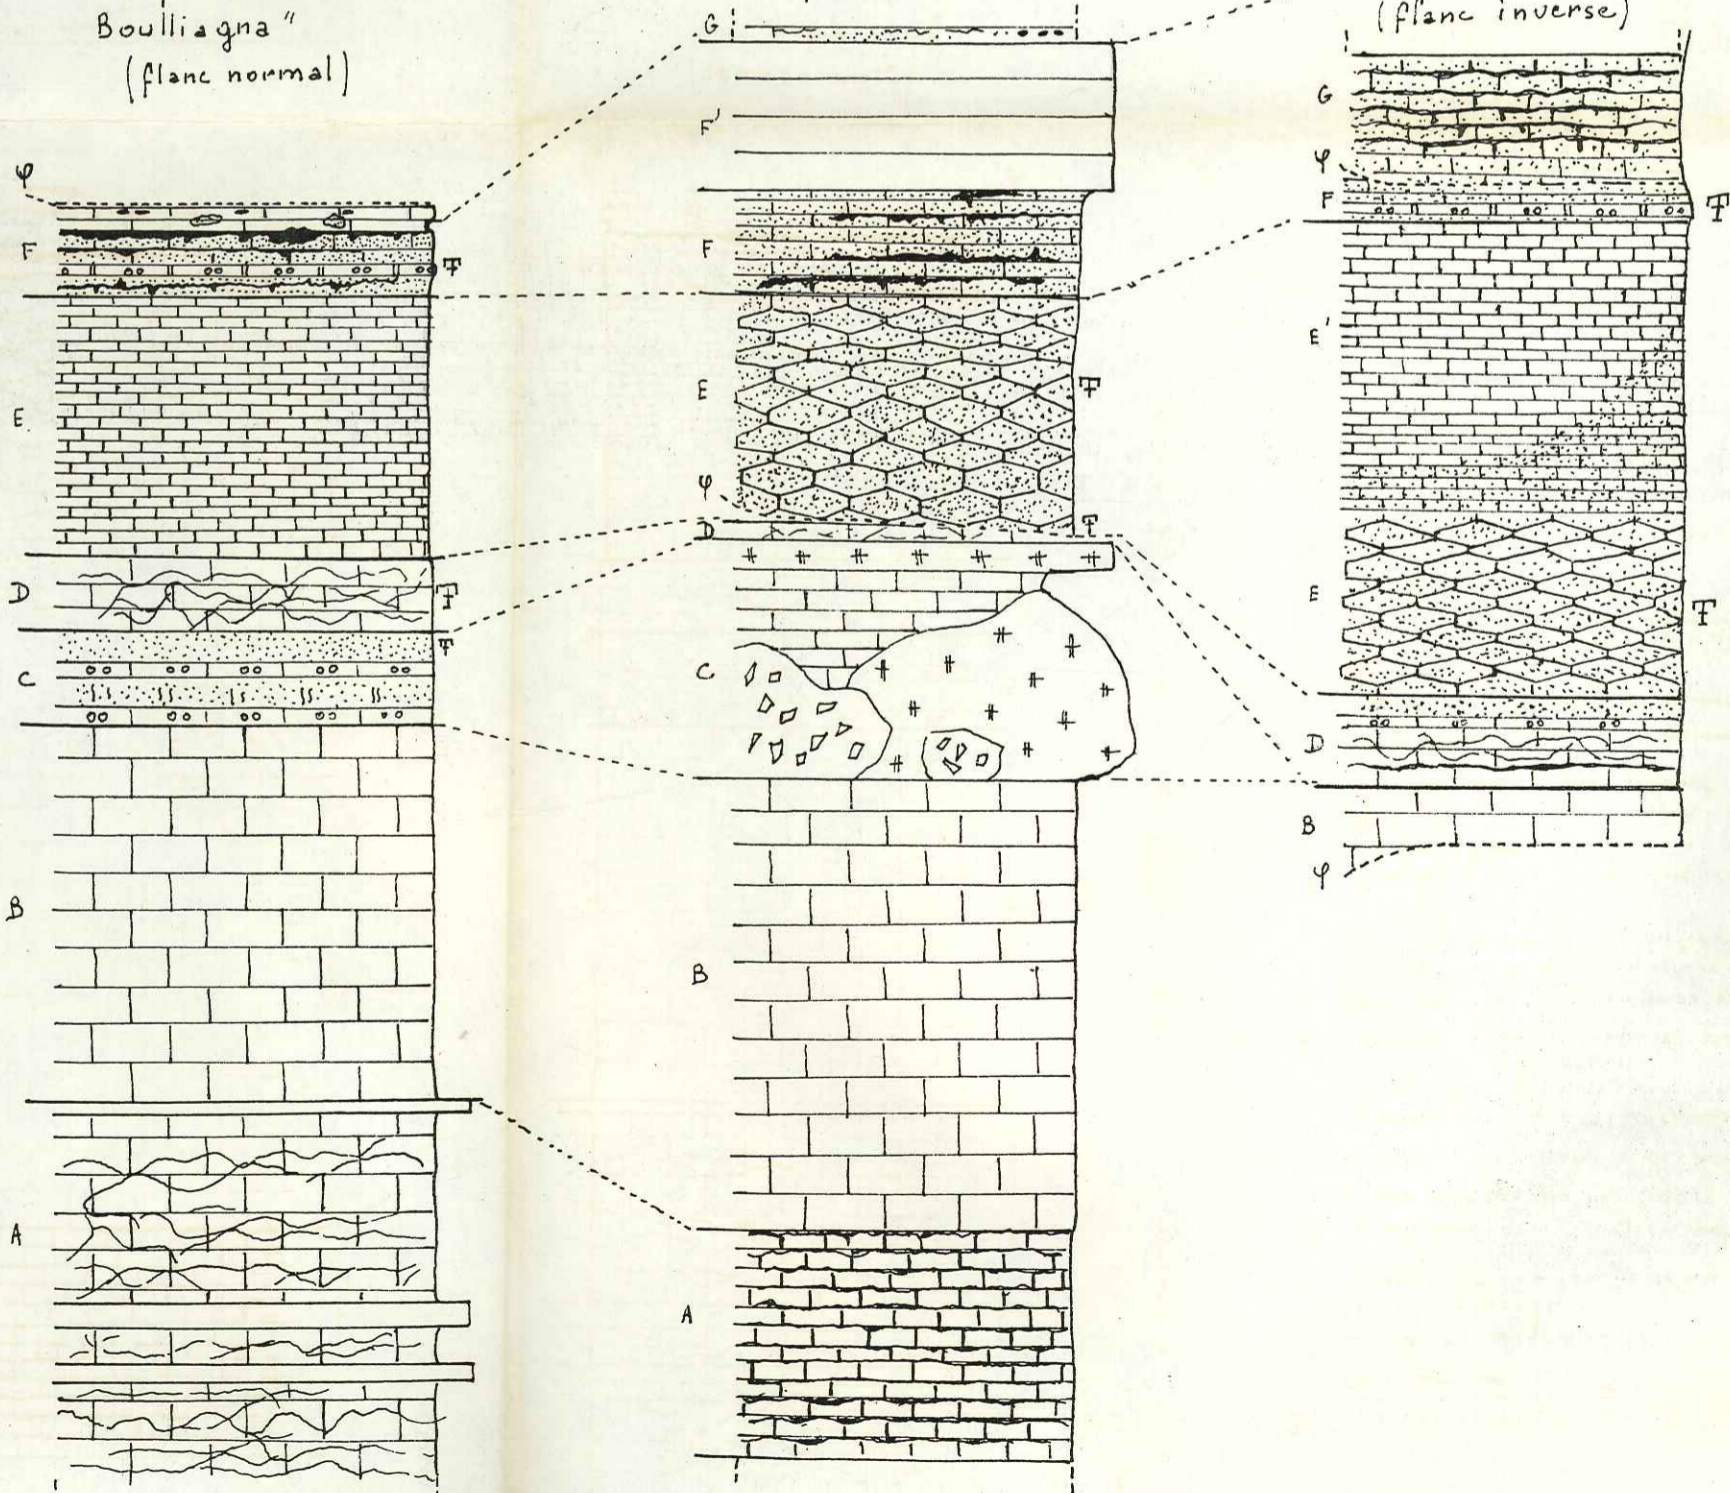 Boulliagna"
(flanc normal)
φ
F
Ŧ
E
D
Ŧ
Ŧ
C
B
A
G
F'
F
E
Ŧ
φ
D
Ŧ
C
B
A
(flanc inverse)
G
φ
F
Ŧ
E'
E
Ŧ
D
B
φ